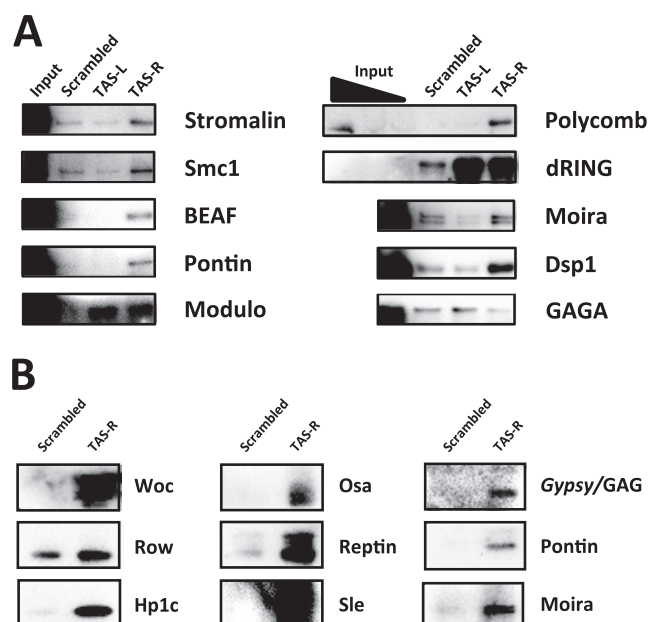 A
Input Scrambled TAS-L TAS-R
Stromalin
Smc1
BEAF
Pontin
Modulo
Input Scrambled TAS-L TAS-R
Polycomb
dRING
Moira
Dsp1
GAGA
B
Scrambled TAS-R
Woc
Row
Hp1c
Scrambled TAS-R
Osa
Reptin
Sle
Scrambled TAS-R
Gypsy/GAG
Pontin
Moira